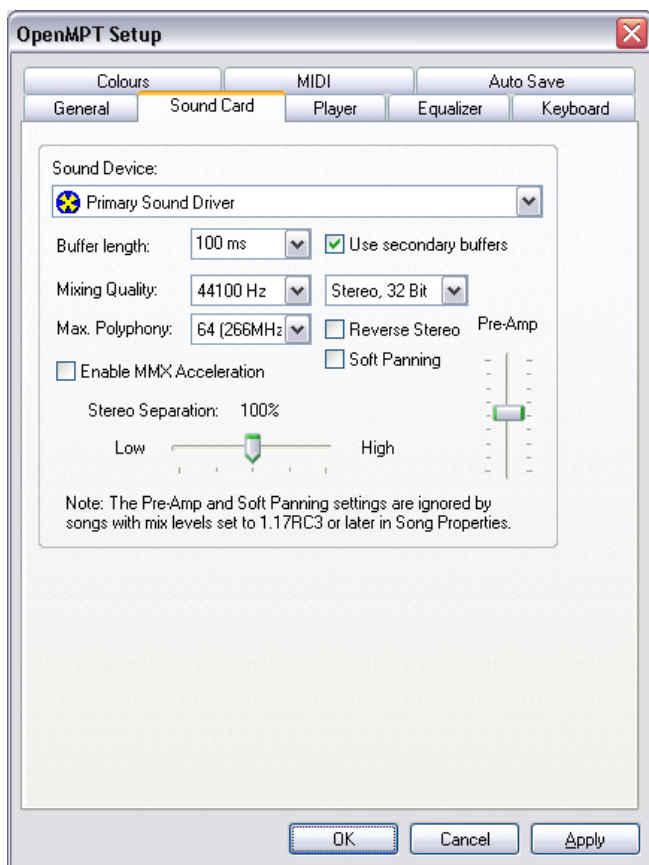 OpenMPT Setup
Colours MIDI Auto Save
General Sound Card Player Equalizer Keyboard
Sound Device:
Primary Sound Driver
Buffer length: 100 ms Use secondary buffers
Mixing Quality: 44100 Hz Stereo, 32 Bit
Max. Polyphony: 64 (266MHz Reverse Stereo Pre-Amp
Enable MMX Acceleration Soft Panning
Stereo Separation: 100%
Low High
Note: The Pre-Amp and Soft Panning settings are ignored by
songs with mix levels set to 1.17RC3 or later in Song Properties.
OK Cancel Apply